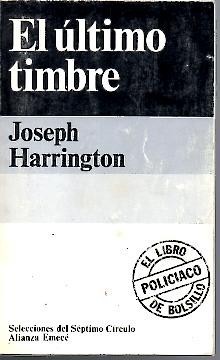 El último
timbre
Joseph
Harrington
EL LIBRO
POLICIACO
DE BOLSILLO
Selecciones del Séptimo Círculo
Alianza Emecé